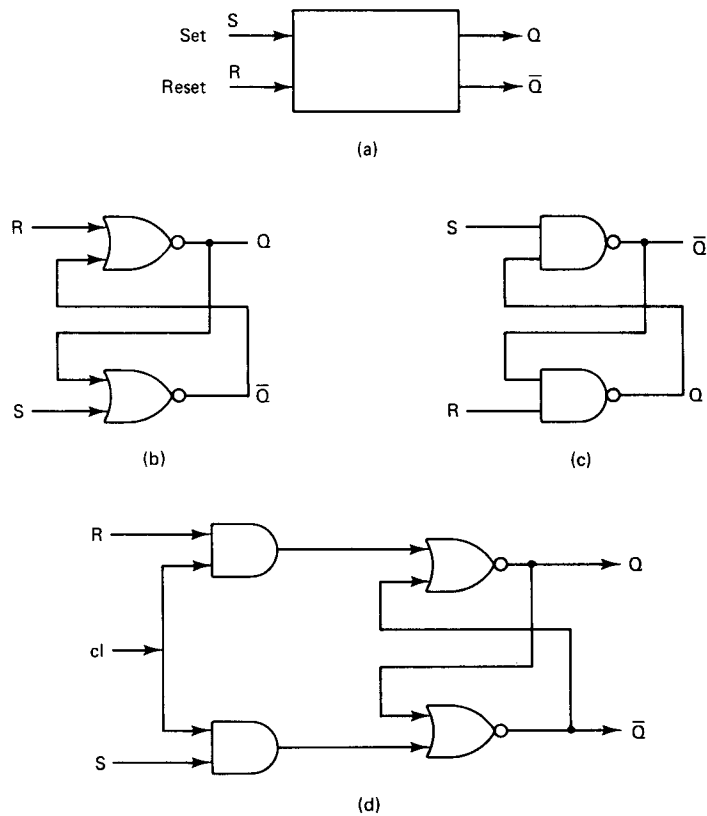 Set S Q
Reset R Q̅
(a)
R Q
S Q̅
(b)
S Q̅
R Q
(c)
R Q
cl
S Q̅
(d)